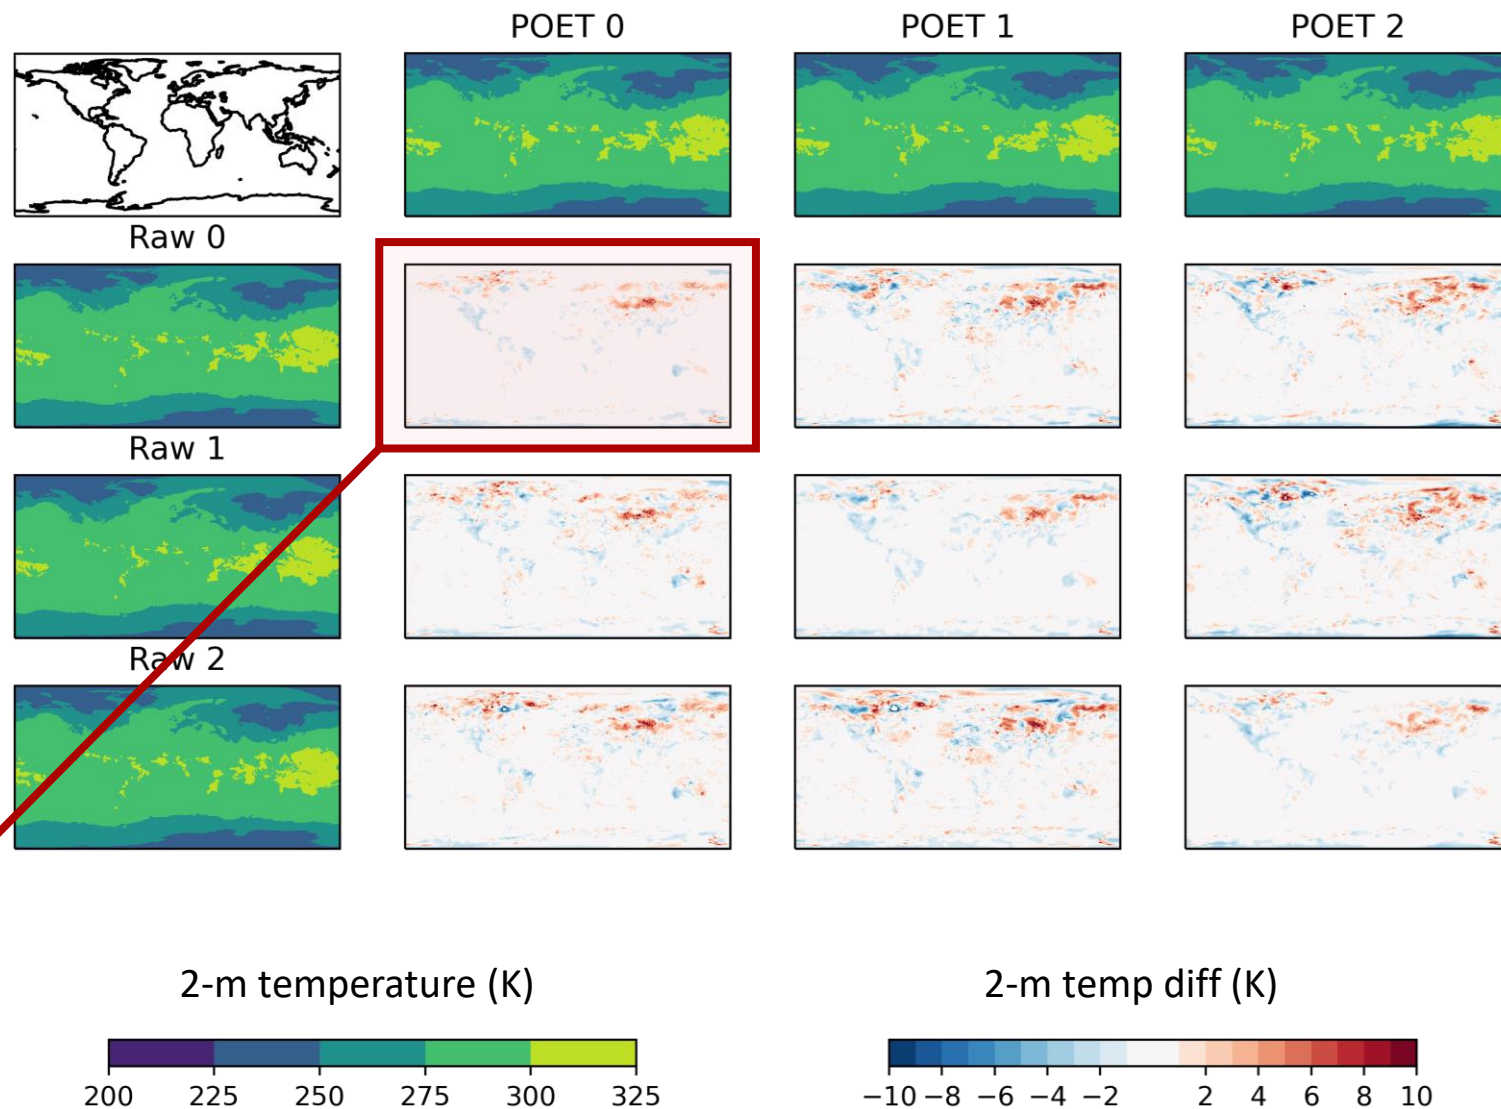 POET 0 POET 1 POET 2
Raw 0
Raw 1
Raw 2
2-m temperature (K) 2-m temp diff (K)
200 225 250 275 300 325 −10 −8 −6 −4 −2 2 4 6 8 10